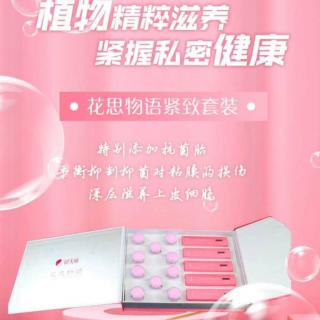 植物精粹滋养
紧握私密健康
花思物语紧致套装
特别添加抗菌肽
平衡抑制抑菌对粘膜的损伤
深层滋养上皮细胞